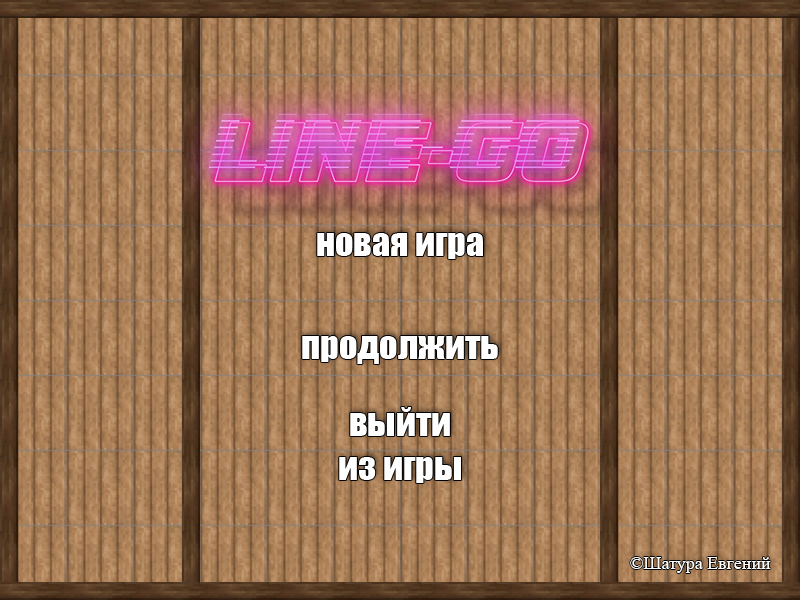 LINE-GO
новая игра
продолжить
выйти
из игры
©Шатура Евгений